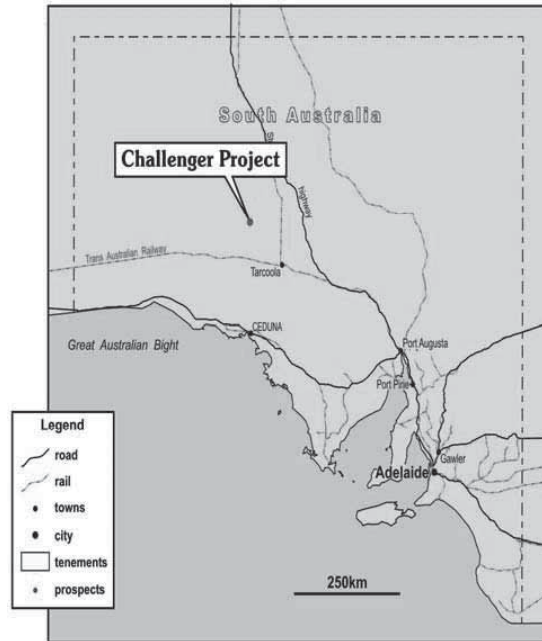 South Australia
Challenger Project
highway
Trans Australian Railway
Tarcoola
CEDUNA
Great Australian Bight
Port Augusta
Port Pirie
Gawler
Adelaide
Legend
road
rail
towns
city
tenements
prospects
250km